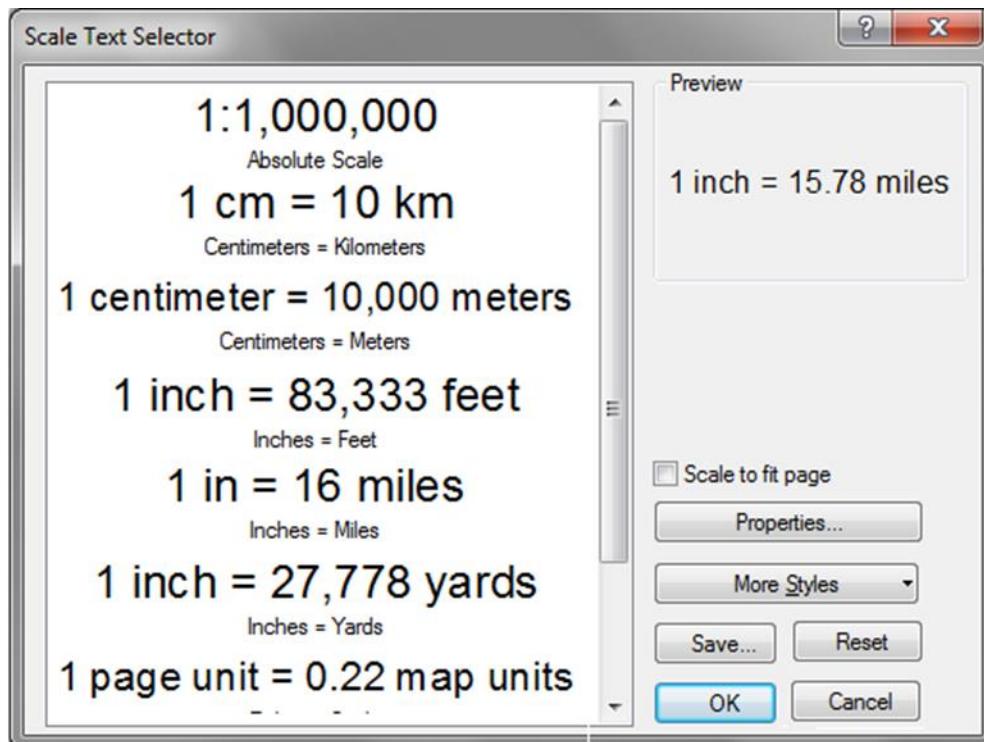 Scale Text Selector
1:1,000,000
Absolute Scale
1 cm = 10 km
Centimeters = Kilometers
1 centimeter = 10,000 meters
Centimeters = Meters
1 inch = 83,333 feet
Inches = Feet
1 in = 16 miles
Inches = Miles
1 inch = 27,778 yards
Inches = Yards
1 page unit = 0.22 map units
Preview
1 inch = 15.78 miles
Scale to fit page
Properties...
More Styles
Save...
Reset
OK
Cancel